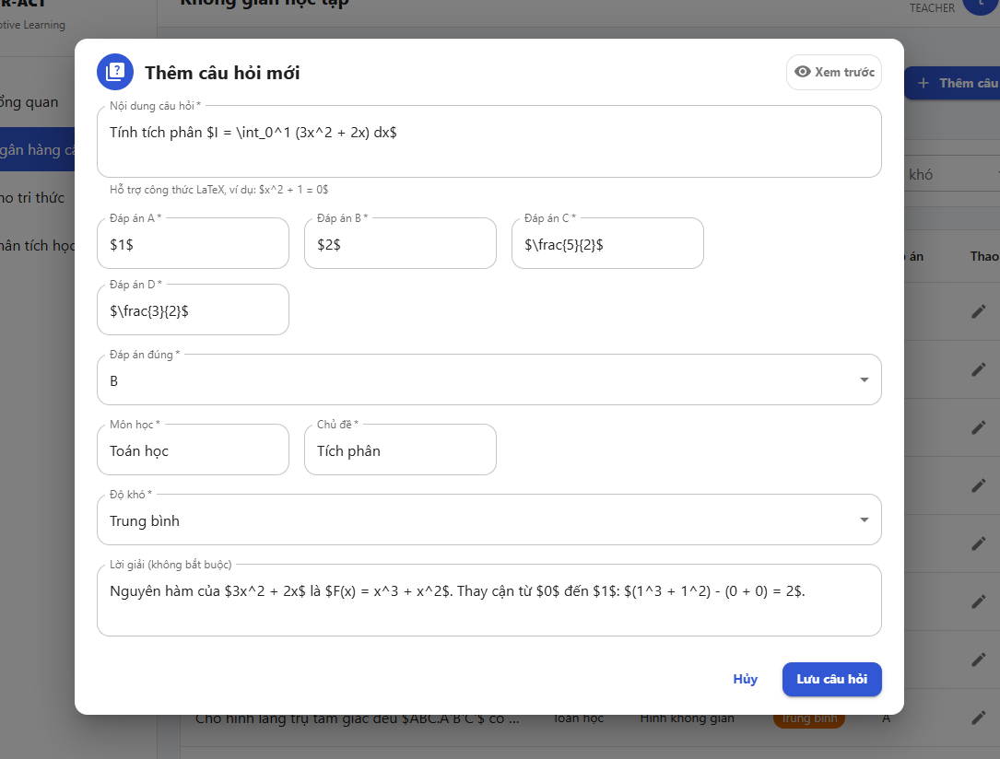 R-ACT
Không gian học tập
ptive Learning
TEACHER
t
Thêm câu hỏi mới
Xem trước
ổng quan
+ Thêm câu
Nội dung câu hỏi *
Tính tích phân $I = \int_0^1 (3x^2 + 2x) dx$
gân hàng câ
khó
Hỗ trợ công thức LaTeX, ví dụ: $x^2 + 1 = 0$
ho tri thức
Đáp án A *
Đáp án B *
Đáp án C *
$1$
$2$
$\frac{5}{2}$
hân tích học
án
Thao
Đáp án D *
$\frac{3}{2}$
Đáp án đúng *
B
Môn học *
Chủ đề *
Toán học
Tích phân
Độ khó *
Trung bình
Lời giải (không bắt buộc)
Nguyên hàm của $3x^2 + 2x$ là $F(x) = x^3 + x^2$. Thay cận từ $0$ đến $1$: $(1^3 + 1^2) - (0 + 0) = 2$.
Hủy
Lưu câu hỏi
Cho hình lăng trụ tam giác đều $ABC.A'B'C'$ có ...
Toán học
Hình không gian
Trung bình
A